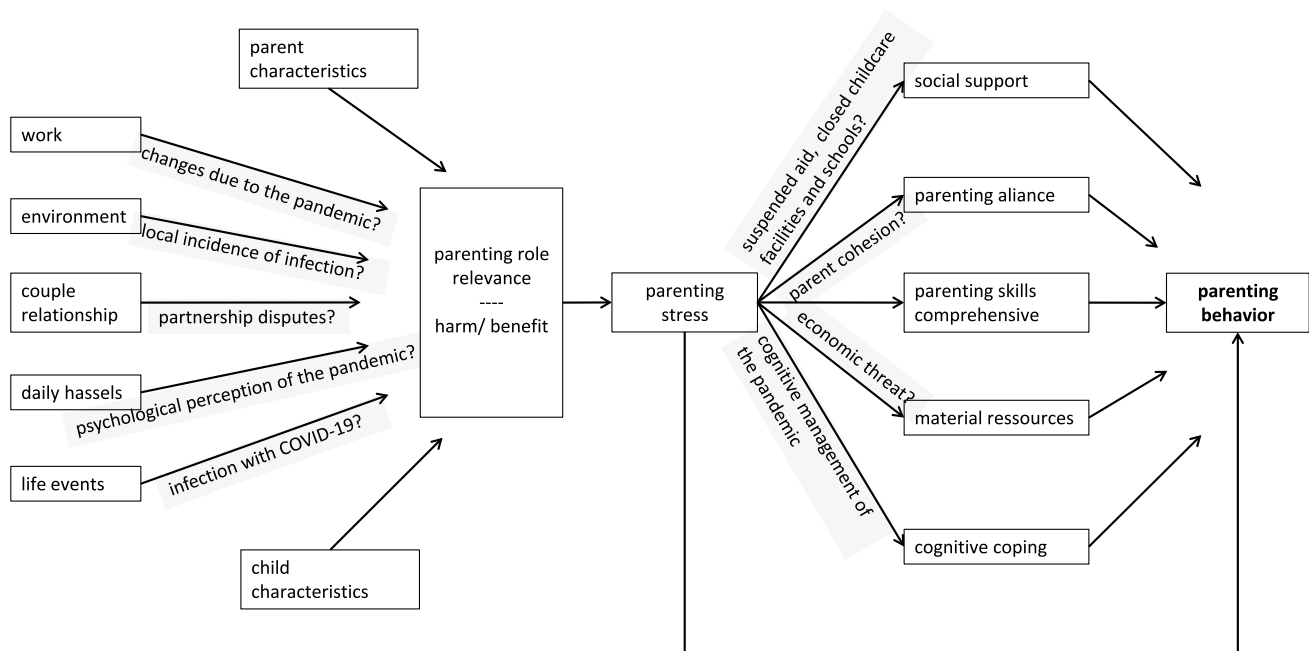 parent
characteristics
work
changes due to the pandemic?
environment
local incidence of infection?
couple
relationship
partnership disputes?
daily hassels
psychological perception of the pandemic?
life events
infection with COVID-19?
child
characteristics
parenting role
relevance
----
harm/ benefit
parenting
stress
suspended aid, closed childcare
facilities and schools?
parent cohesion?
economic threat?
cognitive management of
the pandemic
social support
parenting aliance
parenting skills
comprehensive
material ressources
cognitive coping
parenting
behavior